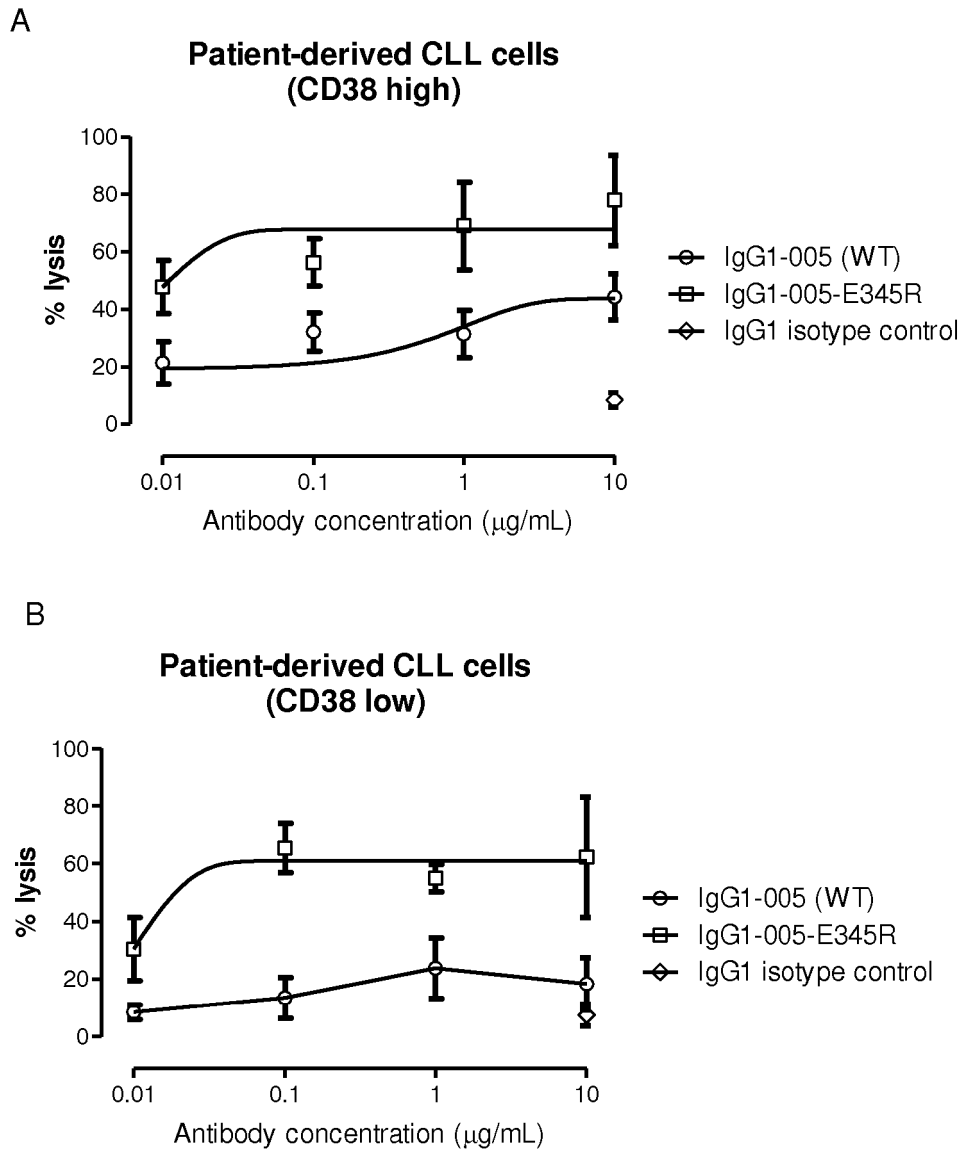 A
Patient-derived CLL cells
(CD38 high)
100
80
60
40
20
0
% lysis
0.01 0.1 1 10
Antibody concentration (μg/mL)
IgG1-005 (WT)
IgG1-005-E345R
IgG1 isotype control
B
Patient-derived CLL cells
(CD38 low)
100
80
60
40
20
0
% lysis
0.01 0.1 1 10
Antibody concentration (μg/mL)
IgG1-005 (WT)
IgG1-005-E345R
IgG1 isotype control